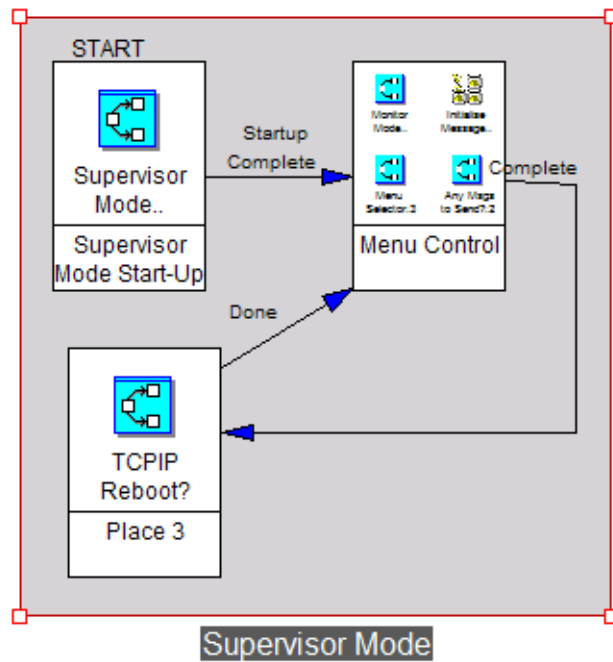 START
Supervisor
Mode..
Supervisor
Mode Start-Up
Startup
Complete
Monitor
Mode..
Initialize
Message..
Menu
Selector:3
Any Msgs
to Send?:2
Menu Control
Complete
Done
TCPIP
Reboot?
Place 3
Supervisor Mode